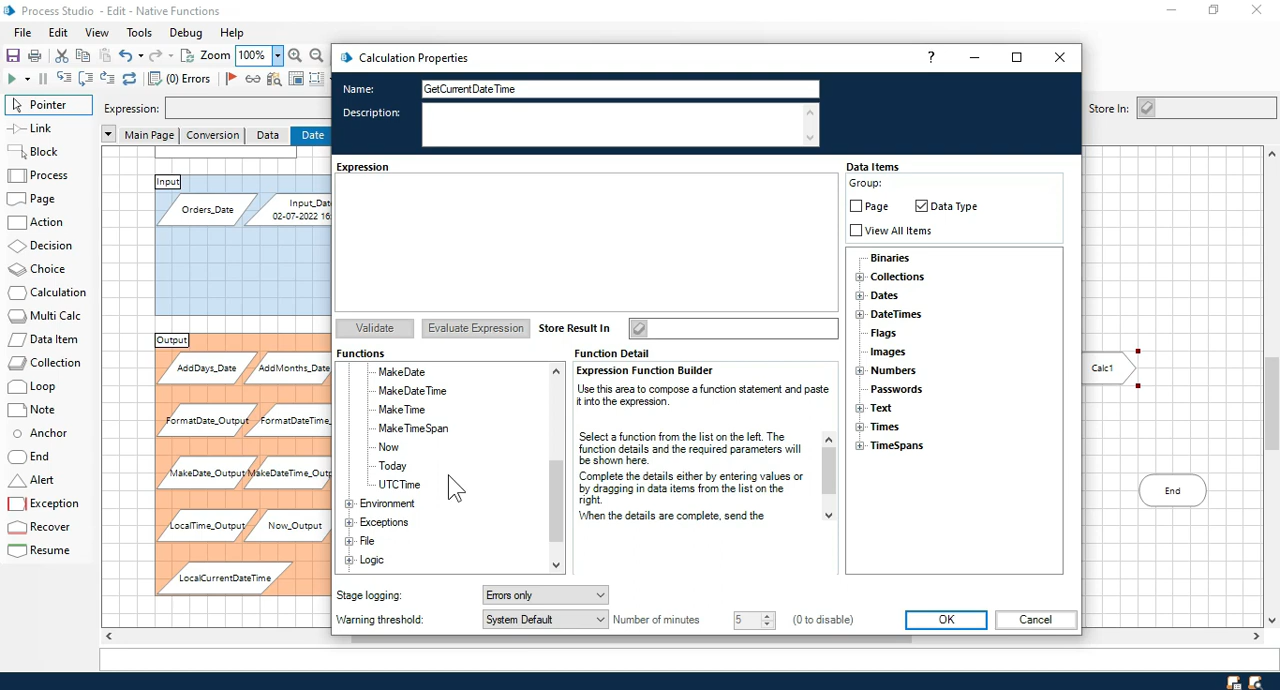 Process Studio - Edit - Native Functions
File Edit View Tools Debug Help
Zoom 100%
(0) Errors
Pointer
Link
Block
Process
Page
Action
Decision
Choice
Calculation
Multi Calc
Data Item
Collection
Loop
Note
Anchor
End
Alert
Exception
Recover
Resume
Expression:
Store In:
Main Page Conversion Data Date
Input
Orders_Date
Input_Dat
02-07-2022 16:
Output
AddDays_Date AddMonths_Date
FormatDate_Output FormatDateTime_
MakeDate_Output MakeDateTime_Outp
LocalTime_Output Now_Output
LocalCurrentDateTime
Calc1
End
Calculation Properties
?
Name: GetCurrentDateTime
Description:
Expression
Validate Evaluate Expression Store Result In
Functions
MakeDate
MakeDateTime
MakeTime
MakeTimeSpan
Now
Today
UTCTime
Environment
Exceptions
File
Logic
Function Detail
Expression Function Builder
Use this area to compose a function statement and paste
it into the expression.
Select a function from the list on the left. The
function details and the required parameters will
be shown here.
Complete the details either by entering values or
by dragging in data items from the list on the
right.
When the details are complete, send the
Data Items
Group:
Page Data Type
View All Items
Binaries
Collections
Dates
DateTimes
Flags
Images
Numbers
Passwords
Text
Times
TimeSpans
Stage logging: Errors only
Warning threshold: System Default Number of minutes 5 (0 to disable)
OK Cancel